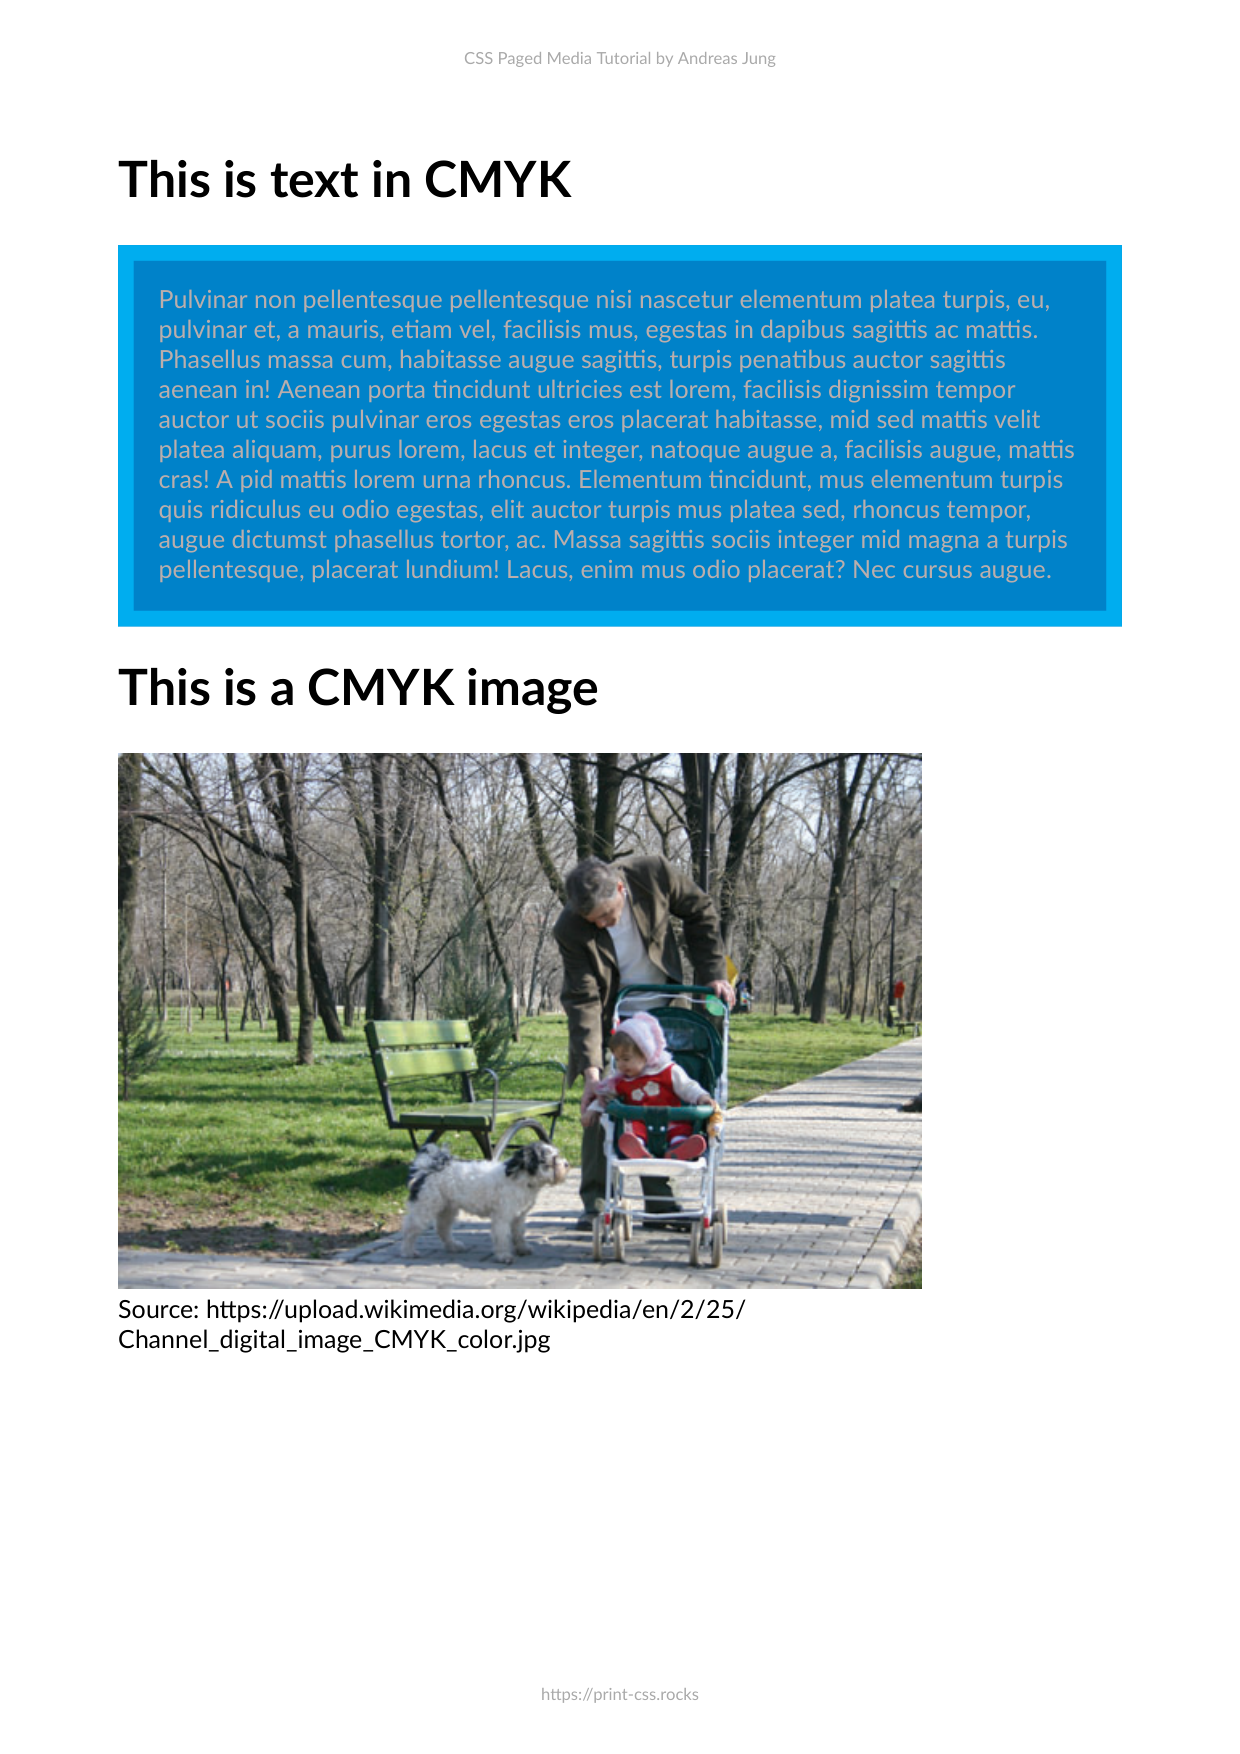 CSS Paged Media Tutorial by Andreas Jung
This is text in CMYK
Pulvinar non pellentesque pellentesque nisi nascetur elementum platea turpis, eu,
pulvinar et, a mauris, etiam vel, facilisis mus, egestas in dapibus sagittis ac mattis.
Phasellus massa cum, habitasse augue sagittis, turpis penatibus auctor sagittis
aenean in! Aenean porta tincidunt ultricies est lorem, facilisis dignissim tempor
auctor ut sociis pulvinar eros egestas eros placerat habitasse, mid sed mattis velit
platea aliquam, purus lorem, lacus et integer, natoque augue a, facilisis augue, mattis
cras! A pid mattis lorem urna rhoncus. Elementum tincidunt, mus elementum turpis
quis ridiculus eu odio egestas, elit auctor turpis mus platea sed, rhoncus tempor,
augue dictumst phasellus tortor, ac. Massa sagittis sociis integer mid magna a turpis
pellentesque, placerat lundium! Lacus, enim mus odio placerat? Nec cursus augue.
This is a CMYK image
Source: https://upload.wikimedia.org/wikipedia/en/2/25/
Channel_digital_image_CMYK_color.jpg
https://print-css.rocks